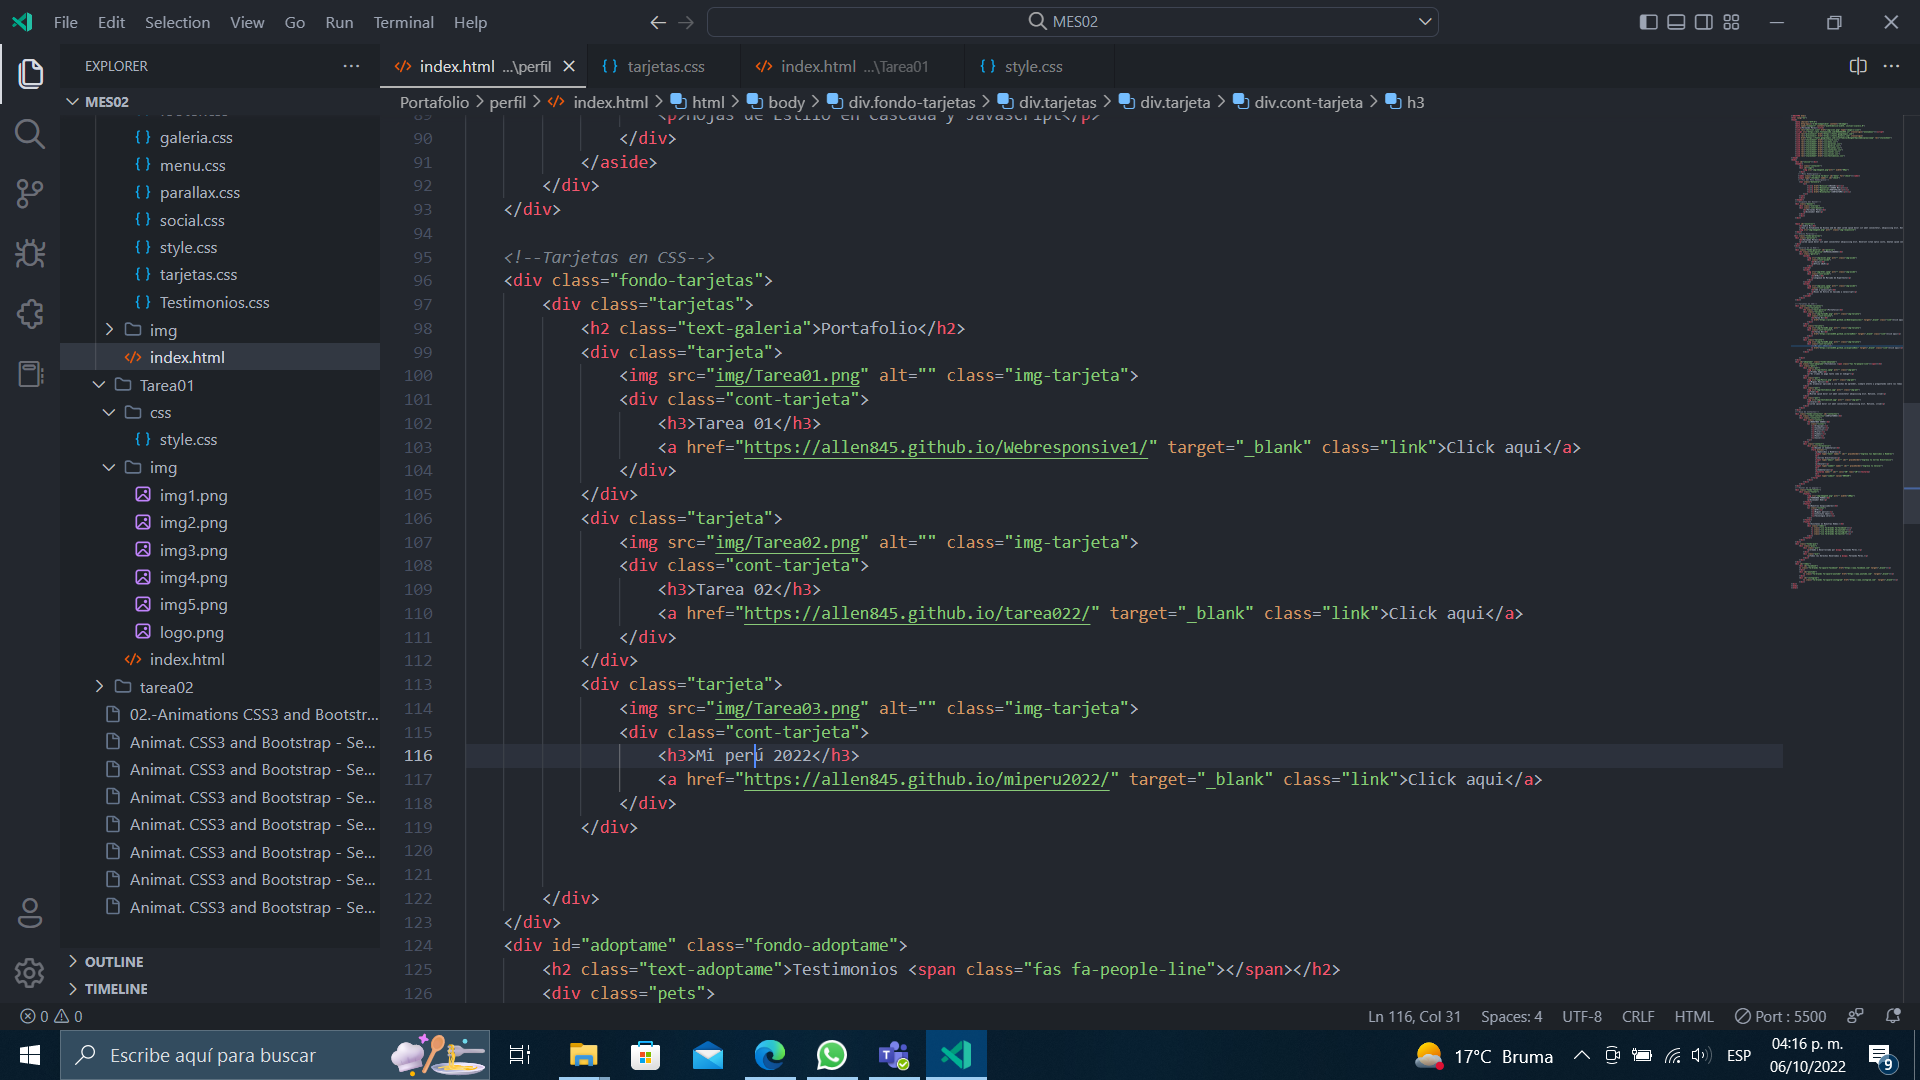 File Edit Selection View Go Run Terminal Help
MES02
EXPLORER
index.html ...\perfil
tarjetas.css
index.html ...\Tarea01
style.css
MES02
Portafolio > perfil > index.html > html > body > div.fondo-tarjetas > div.tarjetas > div.tarjeta > div.cont-tarjeta > h3
galeria.css
menu.css
parallax.css
social.css
style.css
tarjetas.css
Testimonios.css
img
index.html
Tarea01
css
style.css
img
img1.png
img2.png
img3.png
img4.png
img5.png
logo.png
index.html
tarea02
02.-Animations CSS3 and Bootstr...
Animat. CSS3 and Bootstrap - Se...
Animat. CSS3 and Bootstrap - Se...
Animat. CSS3 and Bootstrap - Se...
Animat. CSS3 and Bootstrap - Se...
Animat. CSS3 and Bootstrap - Se...
Animat. CSS3 and Bootstrap - Se...
Animat. CSS3 and Bootstrap - Se...
OUTLINE
TIMELINE
89 <p>Hojas de Estilo en Cascada y Javascript</p>
90 </div>
91 </aside>
92 </div>
93 </div>
94
95 <!--Tarjetas en CSS-->
96 <div class="fondo-tarjetas">
97 <div class="tarjetas">
98 <h2 class="text-galeria">Portafolio</h2>
99 <div class="tarjeta">
100 <img src="img/Tarea01.png" alt="" class="img-tarjeta">
101 <div class="cont-tarjeta">
102 <h3>Tarea 01</h3>
103 <a href="https://allen845.github.io/Webresponsive1/" target="_blank" class="link">Click aqui</a>
104 </div>
105 </div>
106 <div class="tarjeta">
107 <img src="img/Tarea02.png" alt="" class="img-tarjeta">
108 <div class="cont-tarjeta">
109 <h3>Tarea 02</h3>
110 <a href="https://allen845.github.io/tarea022/" target="_blank" class="link">Click aqui</a>
111 </div>
112 </div>
113 <div class="tarjeta">
114 <img src="img/Tarea03.png" alt="" class="img-tarjeta">
115 <div class="cont-tarjeta">
116 <h3>Mi perú 2022</h3>
117 <a href="https://allen845.github.io/miperu2022/" target="_blank" class="link">Click aqui</a>
118 </div>
119 </div>
120
121
122 </div>
123 </div>
124 <div id="adoptame" class="fondo-adoptame">
125 <h2 class="text-adoptame">Testimonios <span class="fas fa-people-line"></span></h2>
126 <div class="pets">
0 0
Ln 116, Col 31 Spaces: 4 UTF-8 CRLF HTML Port : 5500
Escribe aquí para buscar
17°C Bruma
ESP
04:16 p. m.
06/10/2022
9